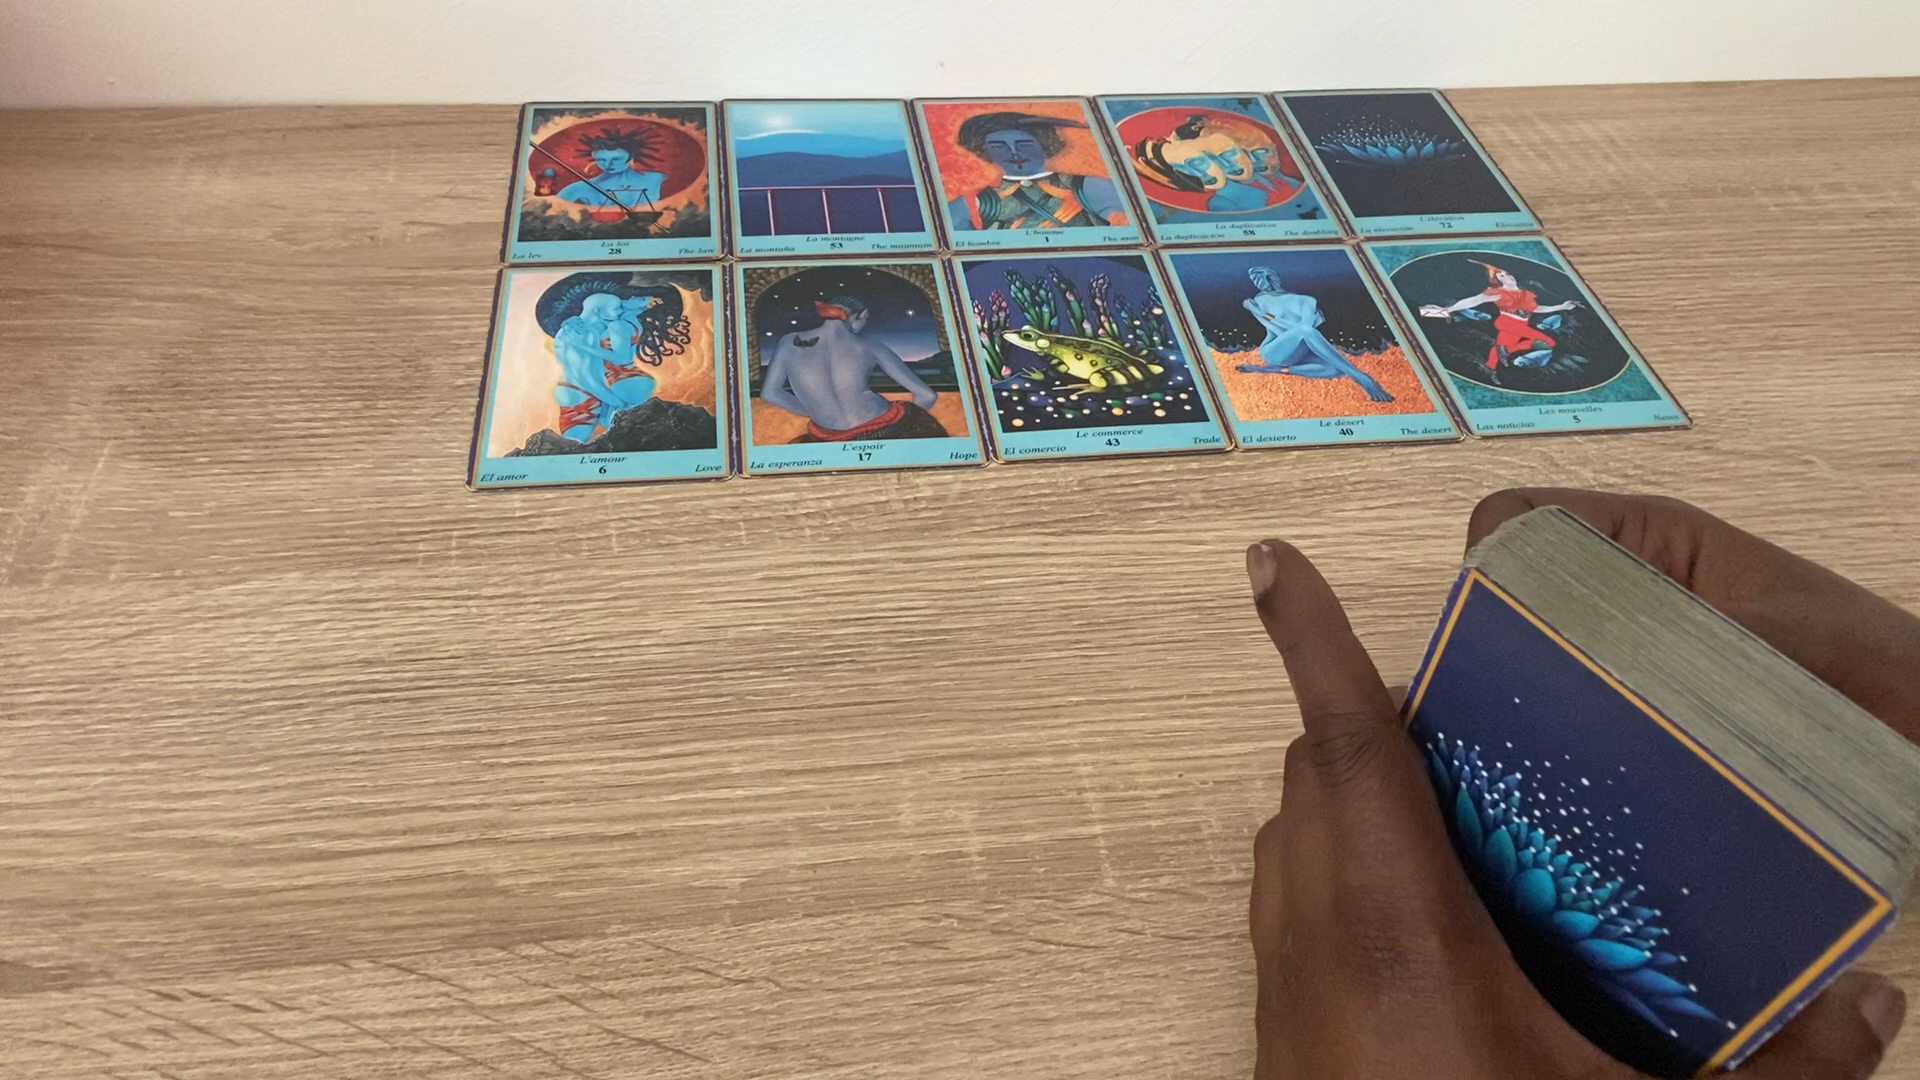 La loi
La ley 28 The law
La montagne
La montaña 53 The mountain
L'homme
El hombre 1 The man
La duplication
La duplicación 58 The doubling
L'élévation
La elevación 72 Elevation
L'amour
El amor 6 Love
L'espoir
La esperanza 17 Hope
Le commerce
El comercio 43 Trade
Le désert
El desierto 40 The desert
Les nouvelles
Las noticias 5 News